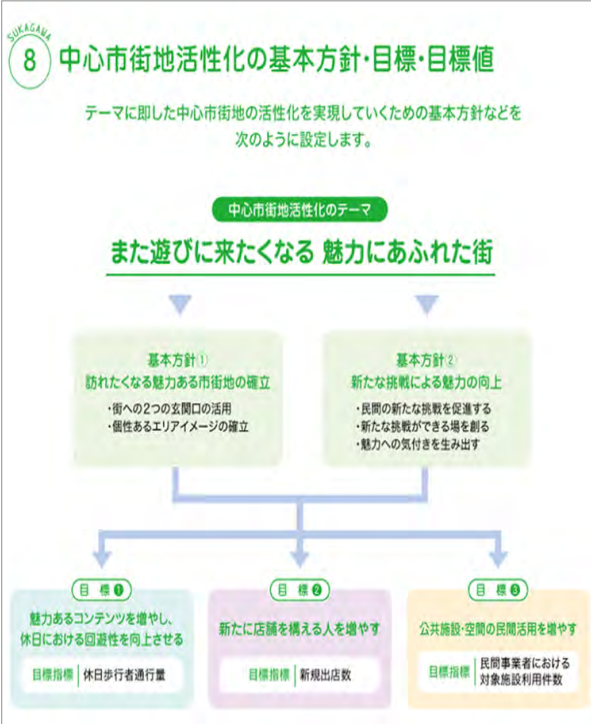 SUKAGAWA
8 中心市街地活性化の基本方針・目標・目標値
テーマに即した中心市街地の活性化を実現していくための基本方針などを
次のように設定します。
中心市街地活性化のテーマ
また遊びに来たくなる 魅力にあふれた街
基本方針①
訪れたくなる魅力ある市街地の確立
・街への2つの玄関口の活用
・個性あるエリアイメージの確立
基本方針②
新たな挑戦による魅力の向上
・民間の新たな挑戦を促進する
・新たな挑戦ができる場を創る
・魅力への気付きを生み出す
目 標 ❶
魅力あるコンテンツを増やし、
休日における回遊性を向上させる
目標指標 休日歩行者通行量
目 標 ❷
新たに店舗を構える人を増やす
目標指標 新規出店数
目 標 ❸
公共施設・空間の民間活用を増やす
目標指標 民間事業者における
対象施設利用件数